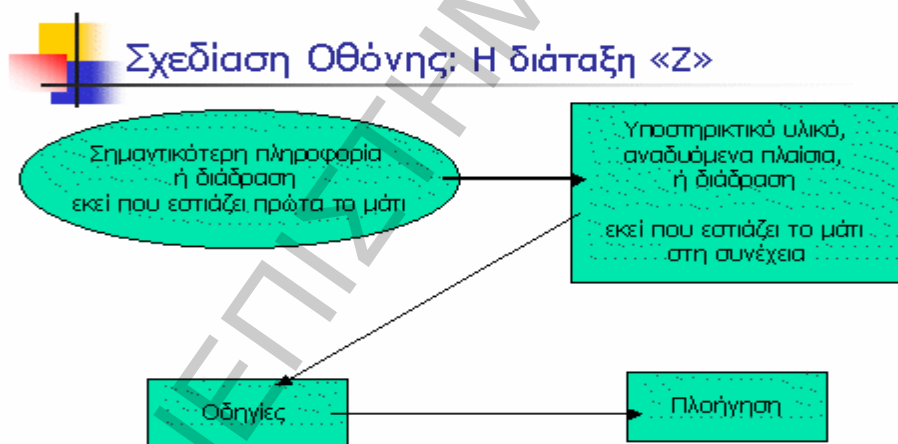 Σχεδίαση Οθόνης: Η διάταξη «Ζ»
Σημαντικότερη πληροφορία
ή διάδραση
εκεί που εστιάζει πρώτα το μάτι
Υποστηρικτικό υλικό,
αναδυόμενα πλαίσια,
ή διάδραση
εκεί που εστιάζει το μάτι
στη συνέχεια
Οδηγίες
Πλοήγηση